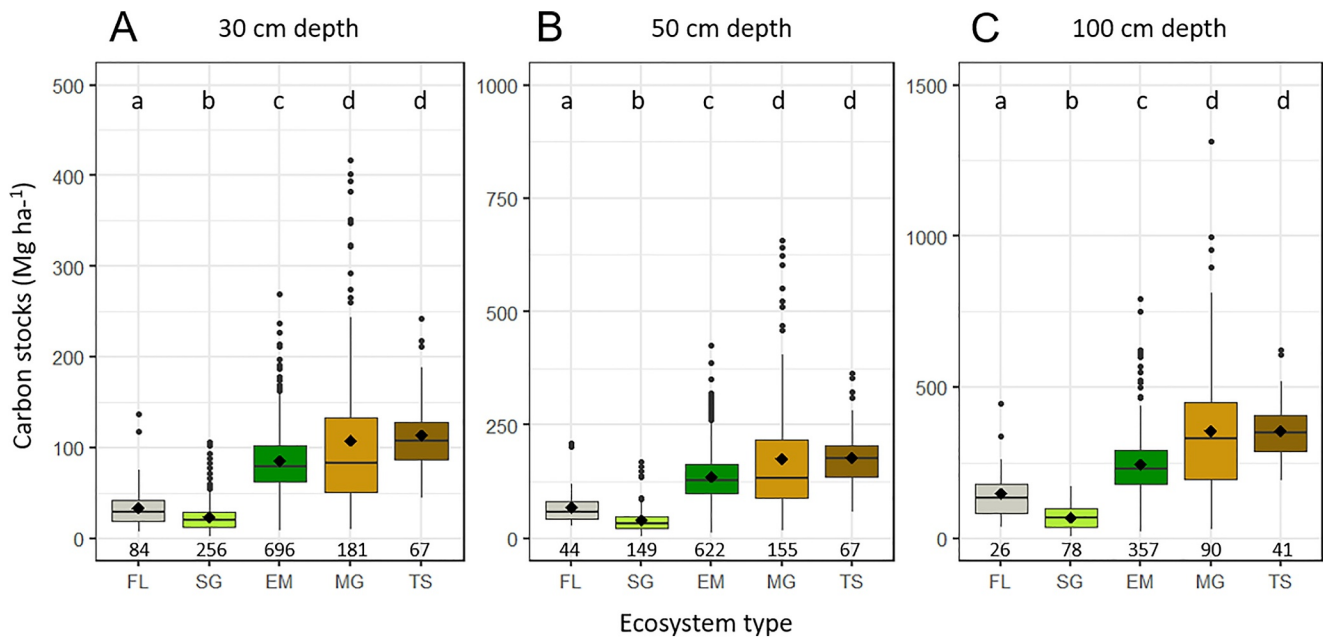 A 30 cm depth B 50 cm depth C 100 cm depth
500 1000 1500
a b c d d a b c d d a b c d d
400
750
1000
300
500
200
500
250
100
0 0 0
84 256 696 181 67 44 149 622 155 67 26 78 357 90 41
FL SG EM MG TS FL SG EM MG TS FL SG EM MG TS
Carbon stocks (Mg ha-¹)
Ecosystem type